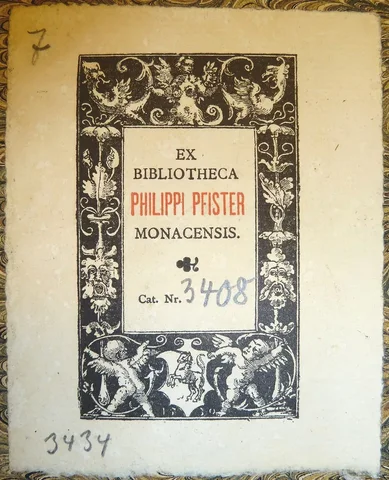 7
EX
BIBLIOTHECA
PHILIPPI PFISTER
MONACENSIS.
Cat. Nr. 3408
3434